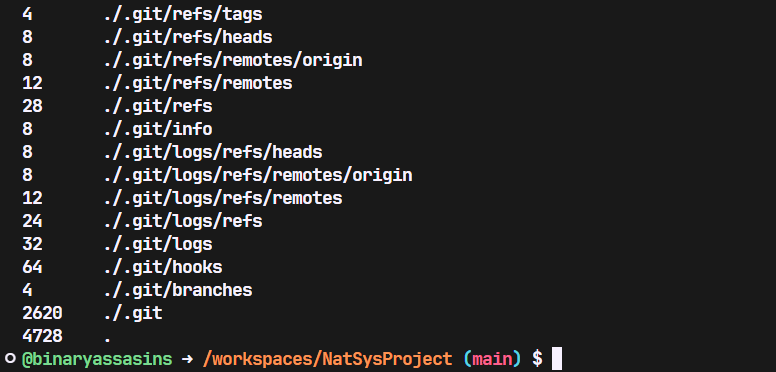 4 ./.git/refs/tags
8 ./.git/refs/heads
8 ./.git/refs/remotes/origin
12 ./.git/refs/remotes
28 ./.git/refs
8 ./.git/info
8 ./.git/logs/refs/heads
8 ./.git/logs/refs/remotes/origin
12 ./.git/logs/refs/remotes
24 ./.git/logs/refs
32 ./.git/logs
64 ./.git/hooks
4 ./.git/branches
2620 ./.git
4728 .
@binaryassasins ➜ /workspaces/NatSysProject (main) $